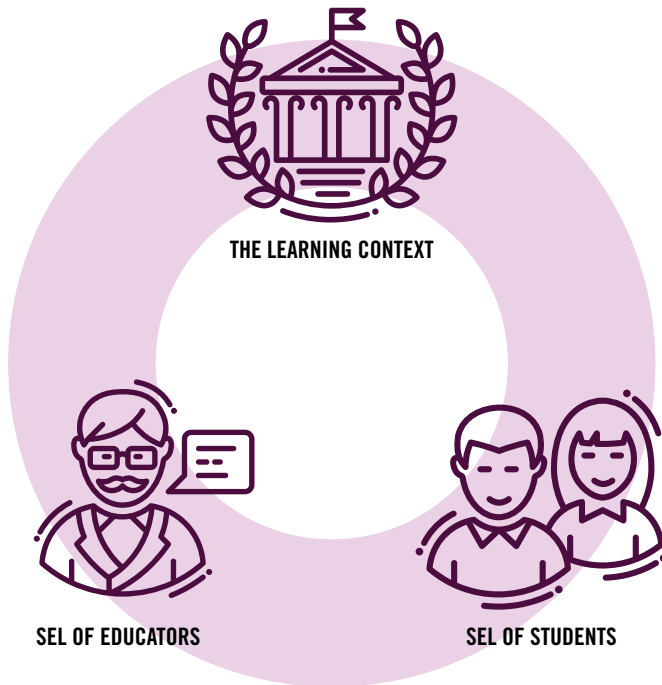 THE LEARNING CONTEXT
SEL OF EDUCATORS
SEL OF STUDENTS